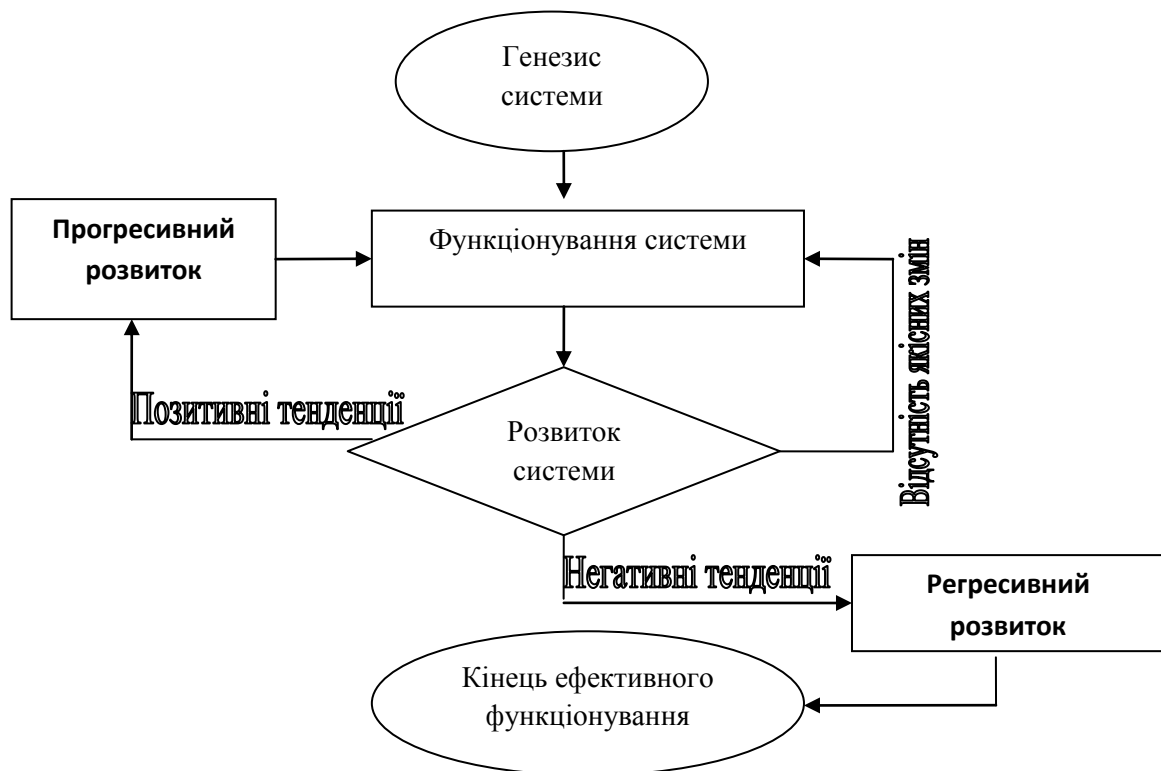 Генезис
системи
Прогресивний
розвиток
Функціонування системи
Відсутність якісних змін
Позитивні тенденції
Розвиток
системи
Негативні тенденції
Регресивний
розвиток
Кінець ефективного
функціонування